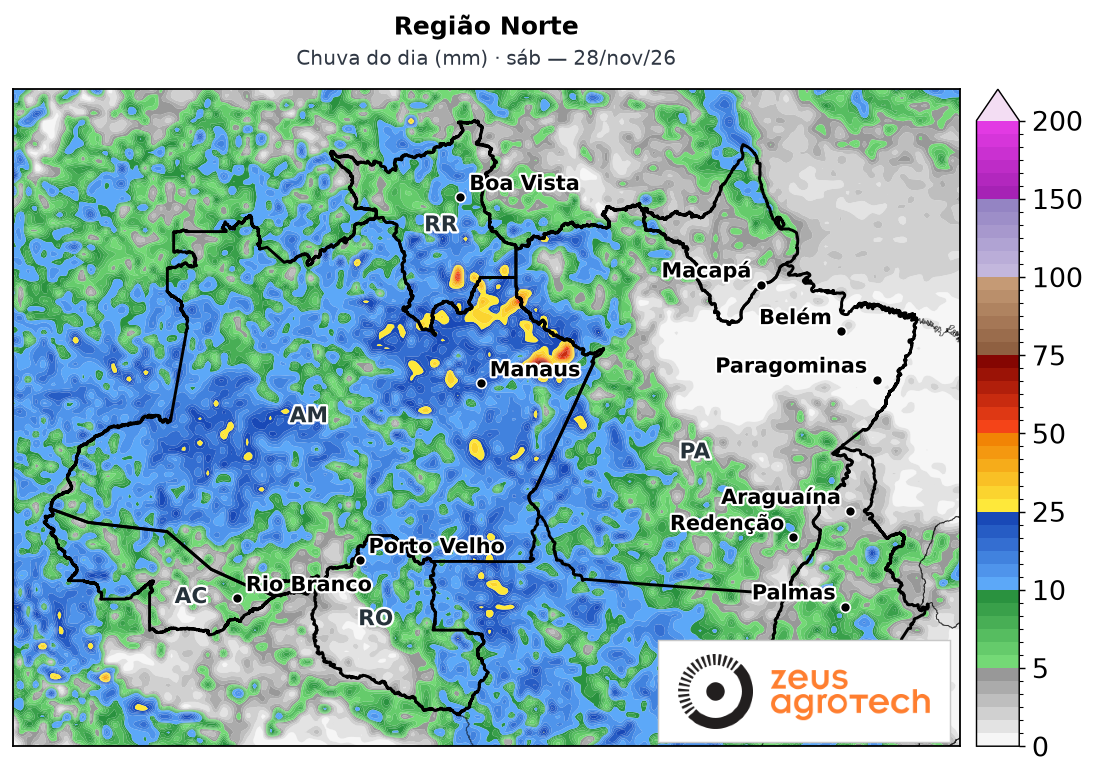 Região Norte
Chuva do dia (mm) · sáb — 28/nov/26
Boa Vista
RR
Macapá
Belém
Paragominas
Manaus
AM
PA
Araguaína
Redenção
Porto Velho
Rio Branco
AC
RO
Palmas
zeus
agrotech
200
150
100
75
50
25
10
5
0